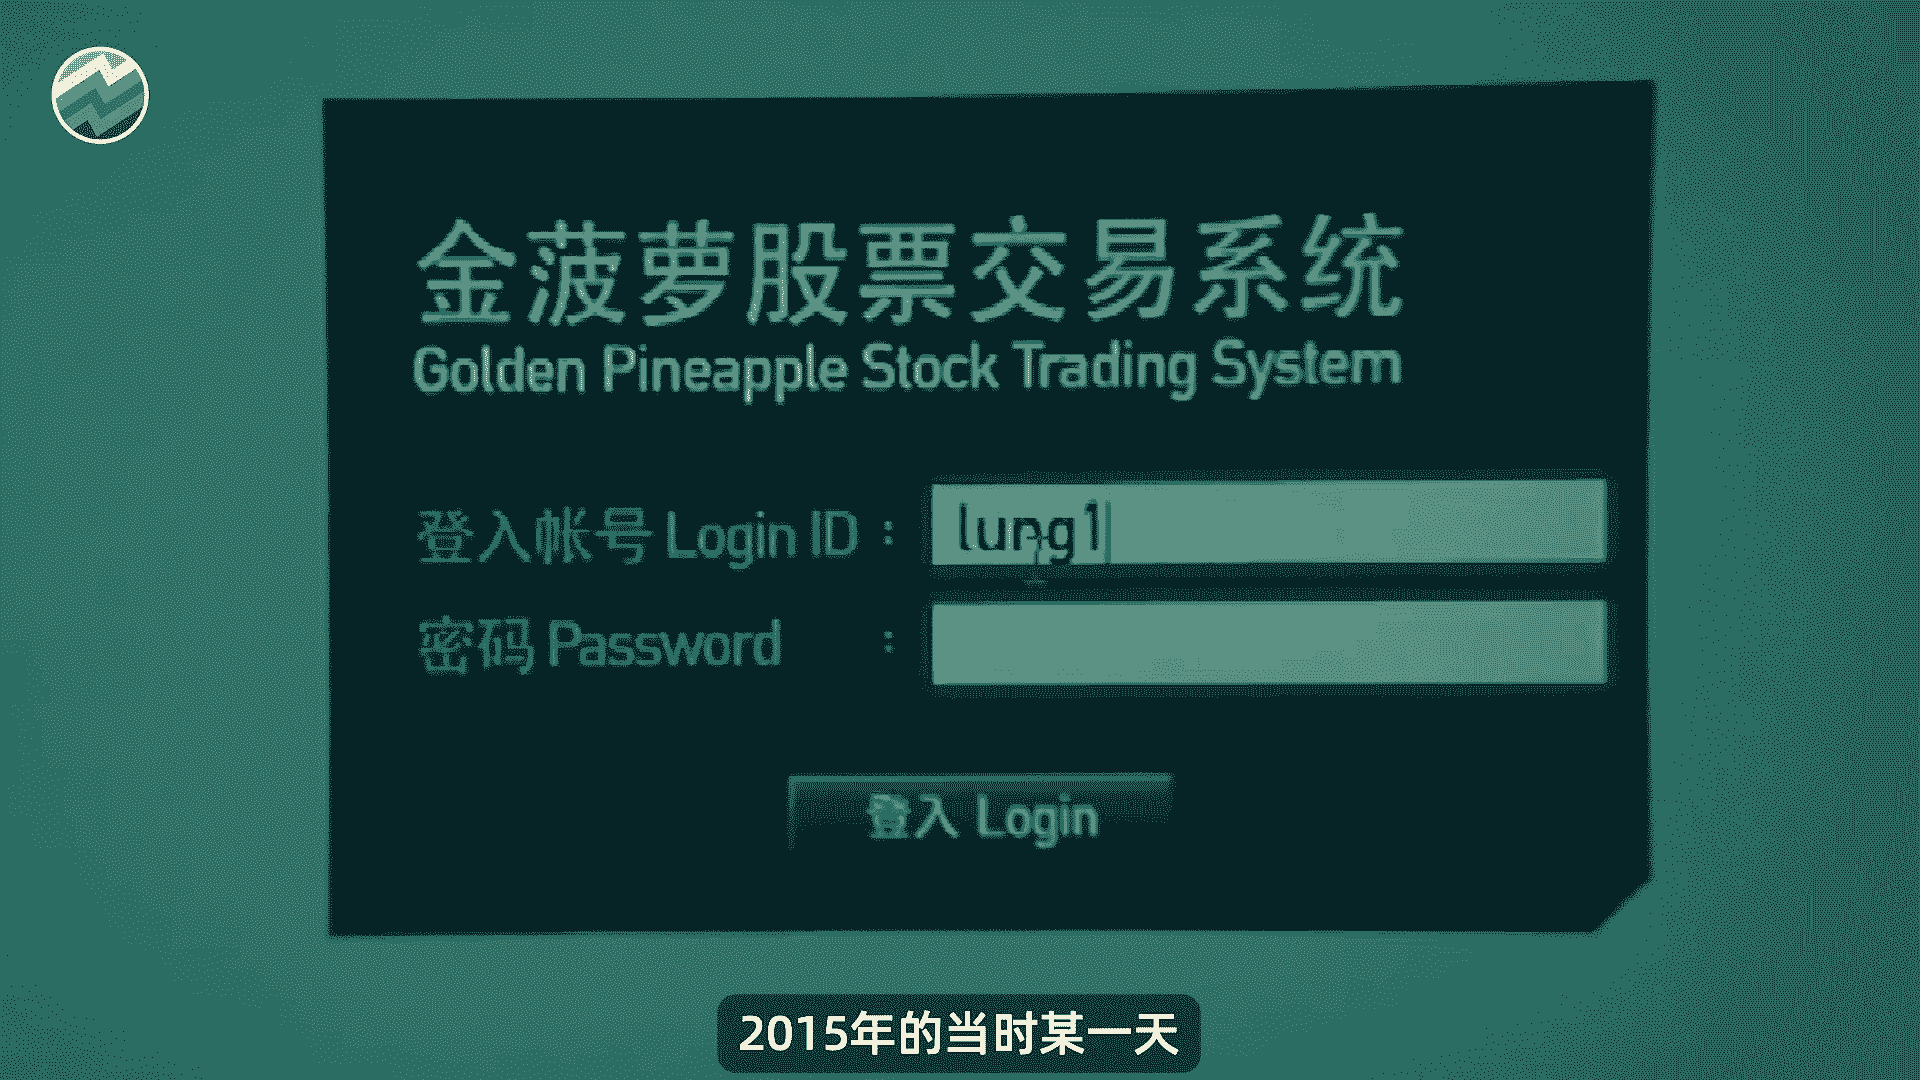 金菠萝股票交易系统
Golden Pineapple Stock Trading System
登入帐号 Login ID : lung1
密码 Password :
登入 Login
2015年的当时某一天